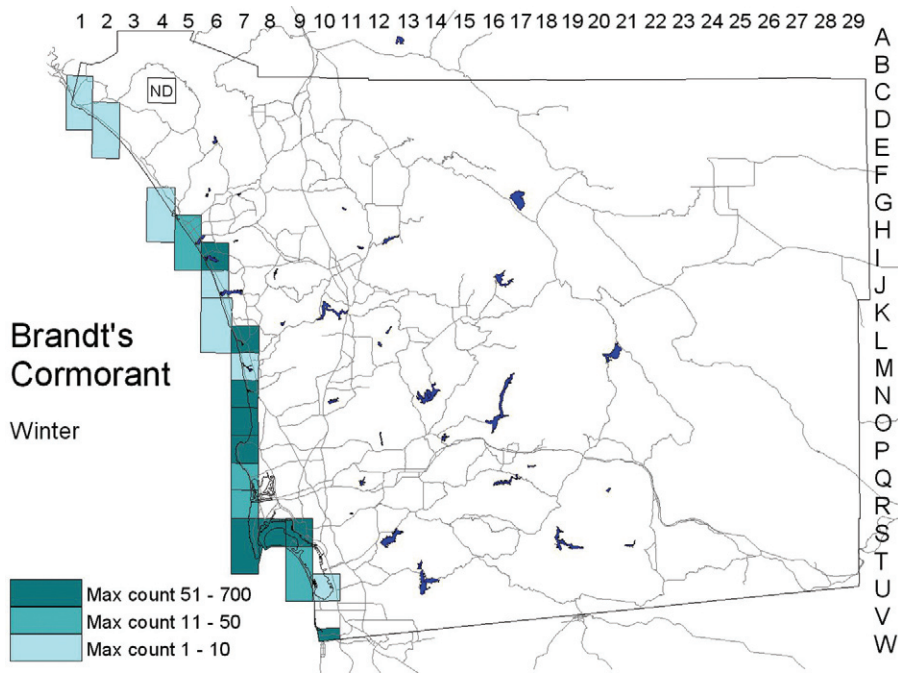 1 2 3 4 5 6 7 8 9 10 11 12 13 14 15 16 17 18 19 20 21 22 23 24 25 26 27 28 29
A
B
C
D
E
F
G
H
I
J
K
L
M
N
O
P
Q
R
S
T
U
V
W
ND
Brandt's
Cormorant
Winter
Max count 51 - 700
Max count 11 - 50
Max count 1 - 10